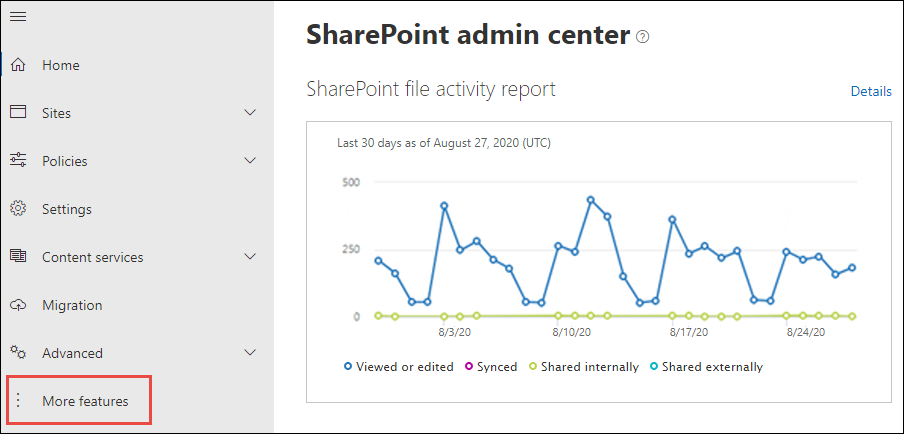 SharePoint admin center ?
Home
Sites
Policies
Settings
Content services
Migration
Advanced
More features
SharePoint file activity report
Details
Last 30 days as of August 27, 2020 (UTC)
500
250
0
8/3/20 8/10/20 8/17/20 8/24/20
Viewed or edited Synced Shared internally Shared externally